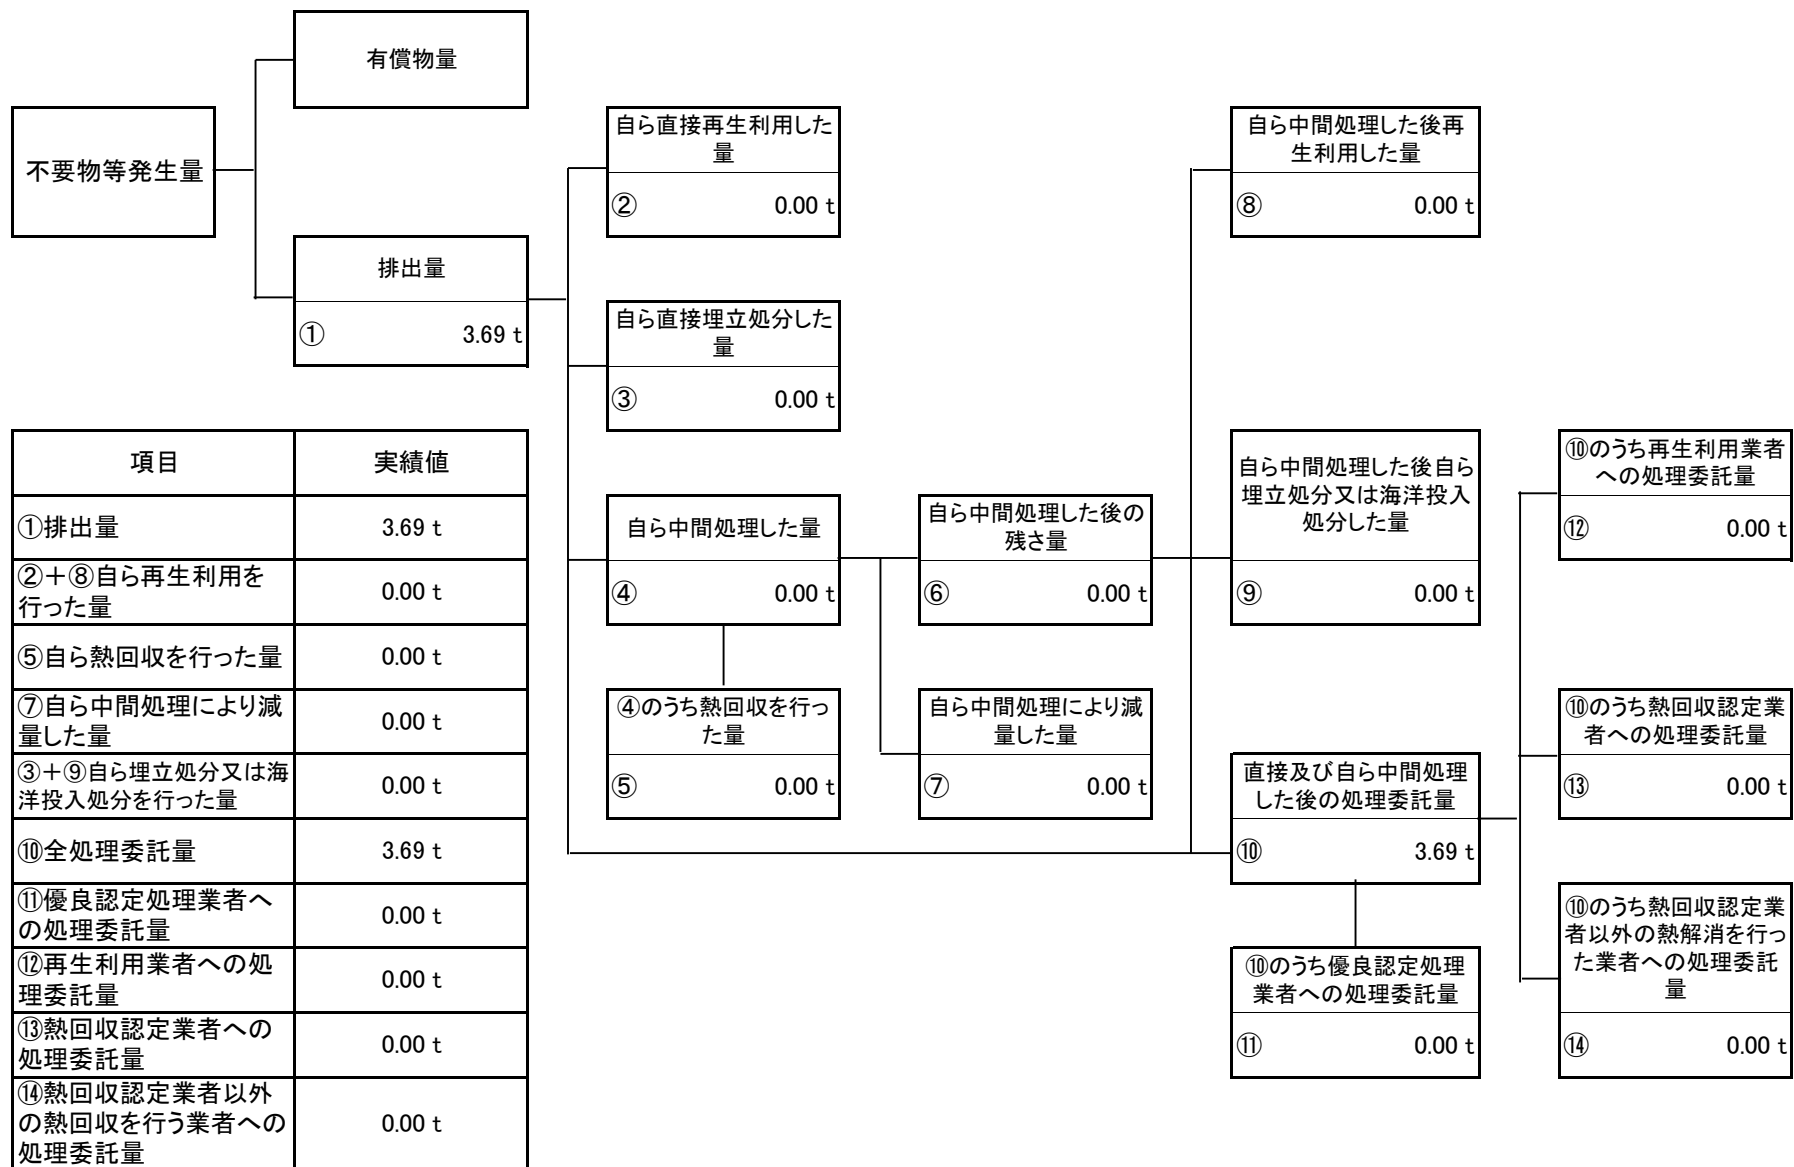 有償物量
不要物等発生量
排出量
① 3.69 t
自ら直接再生利用した
量
② 0.00 t
自ら直接埋立処分した
量
③ 0.00 t
自ら中間処理した量
④ 0.00 t
④のうち熱回収を行っ
た量
⑤ 0.00 t
自ら中間処理した後の
残さ量
⑥ 0.00 t
自ら中間処理により減
量した量
⑦ 0.00 t
自ら中間処理した後再
生利用した量
⑧ 0.00 t
自ら中間処理した後自ら
埋立処分又は海洋投入
処分した量
⑨ 0.00 t
直接及び自ら中間処理
した後の処理委託量
⑩ 3.69 t
⑩のうち優良認定処理
業者への処理委託量
⑪ 0.00 t
⑩のうち再生利用業者
への処理委託量
⑫ 0.00 t
⑩のうち熱回収認定業
者への処理委託量
⑬ 0.00 t
⑩のうち熱回収認定業
者以外の熱解消を行っ
た業者への処理委託
量
⑭ 0.00 t
項目 実績値
①排出量 3.69 t
②＋⑧自ら再生利用を
行った量 0.00 t
⑤自ら熱回収を行った量 0.00 t
⑦自ら中間処理により減
量した量 0.00 t
③＋⑨自ら埋立処分又は海
洋投入処分を行った量 0.00 t
⑩全処理委託量 3.69 t
⑪優良認定処理業者へ
の処理委託量 0.00 t
⑫再生利用業者への処
理委託量 0.00 t
⑬熱回収認定業者への
処理委託量 0.00 t
⑭熱回収認定業者以外
の熱回収を行う業者への
処理委託量 0.00 t